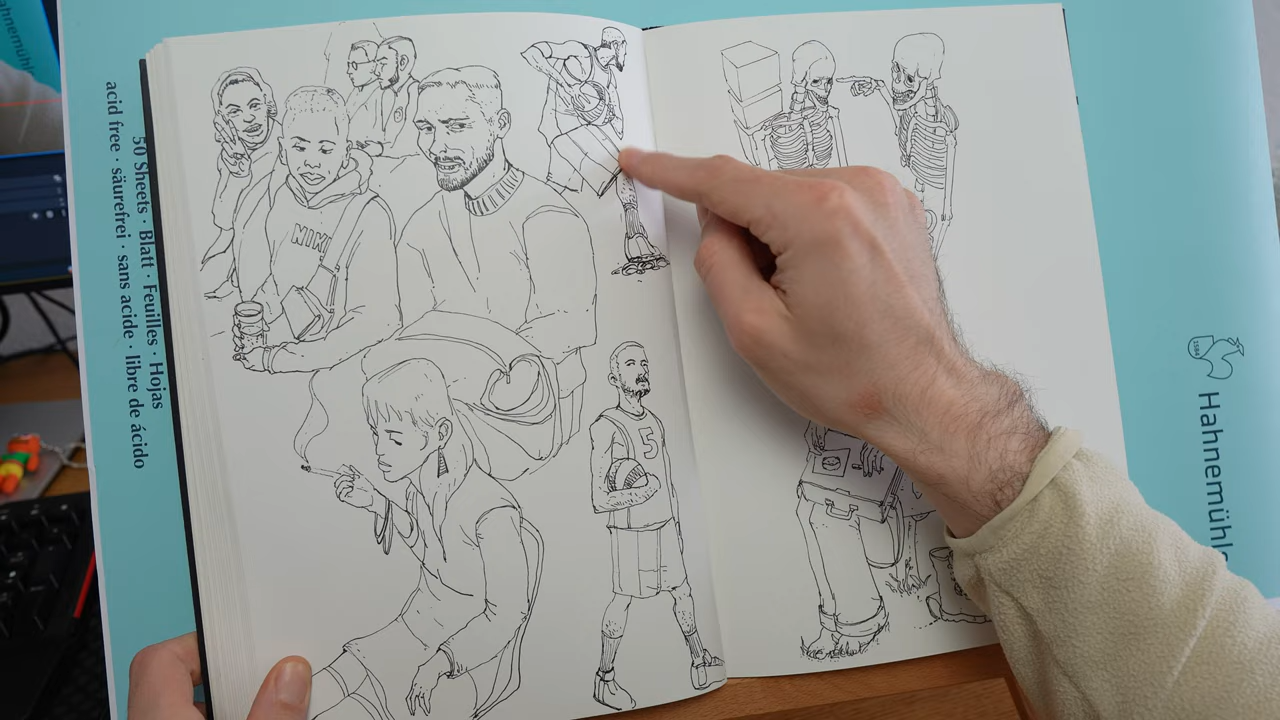 50 Sheets · Blatt · Feuilles · Hojas
acid free · säurefrei · sans acide · libre de ácido
NIKE
5
Hahnemühle